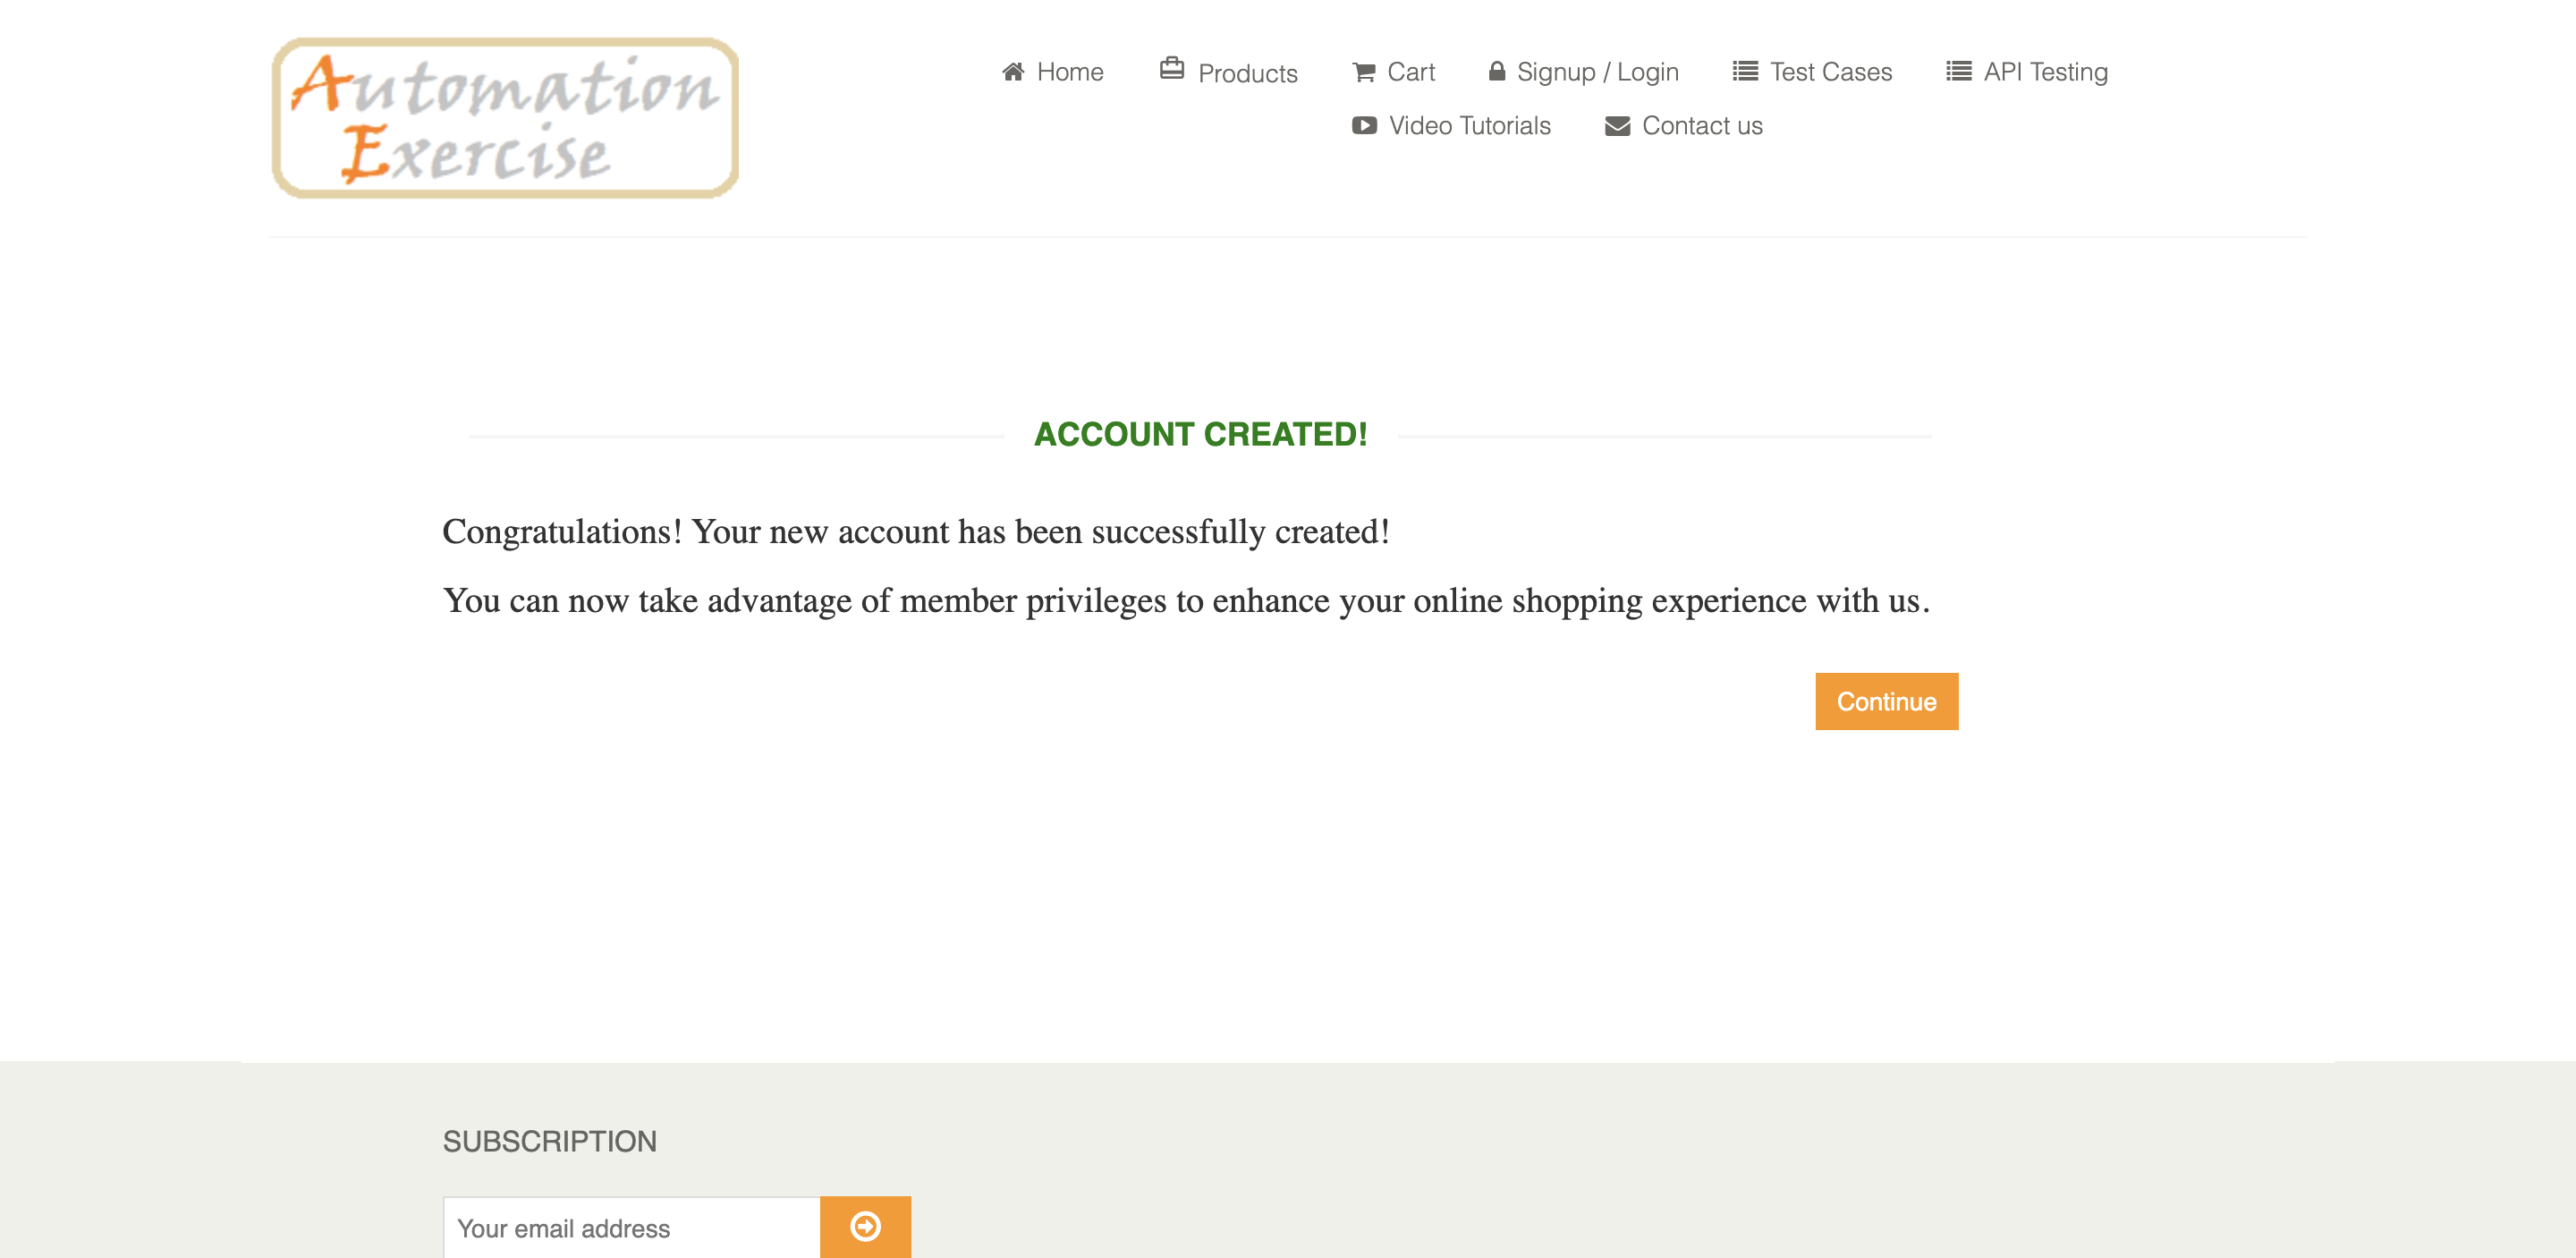 Automation
Exercise
Home Products Cart Signup / Login Test Cases API Testing
Video Tutorials Contact us
ACCOUNT CREATED!
Congratulations! Your new account has been successfully created!
You can now take advantage of member privileges to enhance your online shopping experience with us.
Continue
SUBSCRIPTION
Your email address